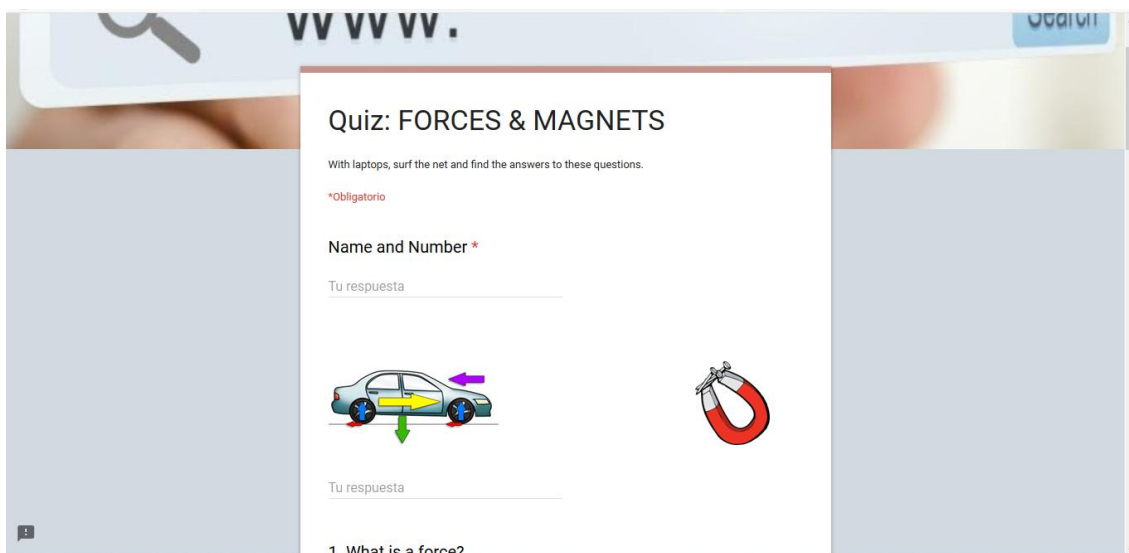 www.
Search
Quiz: FORCES & MAGNETS
With laptops, surf the net and find the answers to these questions.
*Obligatorio
Name and Number *
Tu respuesta
Tu respuesta
1. What is a force?